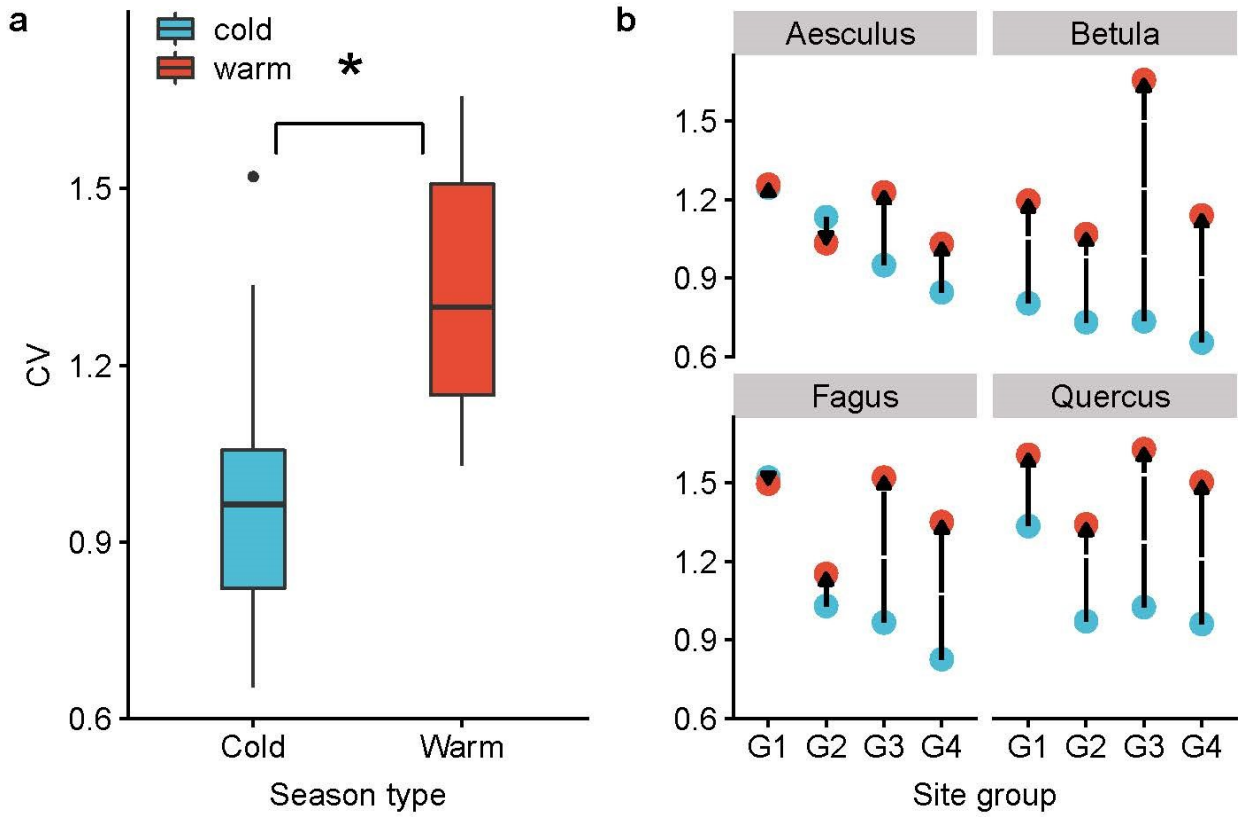 a
cold
warm
*
CV
1.5
1.2
0.9
0.6
Cold Warm
Season type
b
Aesculus Betula
1.5
1.2
0.9
0.6
Fagus Quercus
1.5
1.2
0.9
0.6
G1 G2 G3 G4 G1 G2 G3 G4
Site group